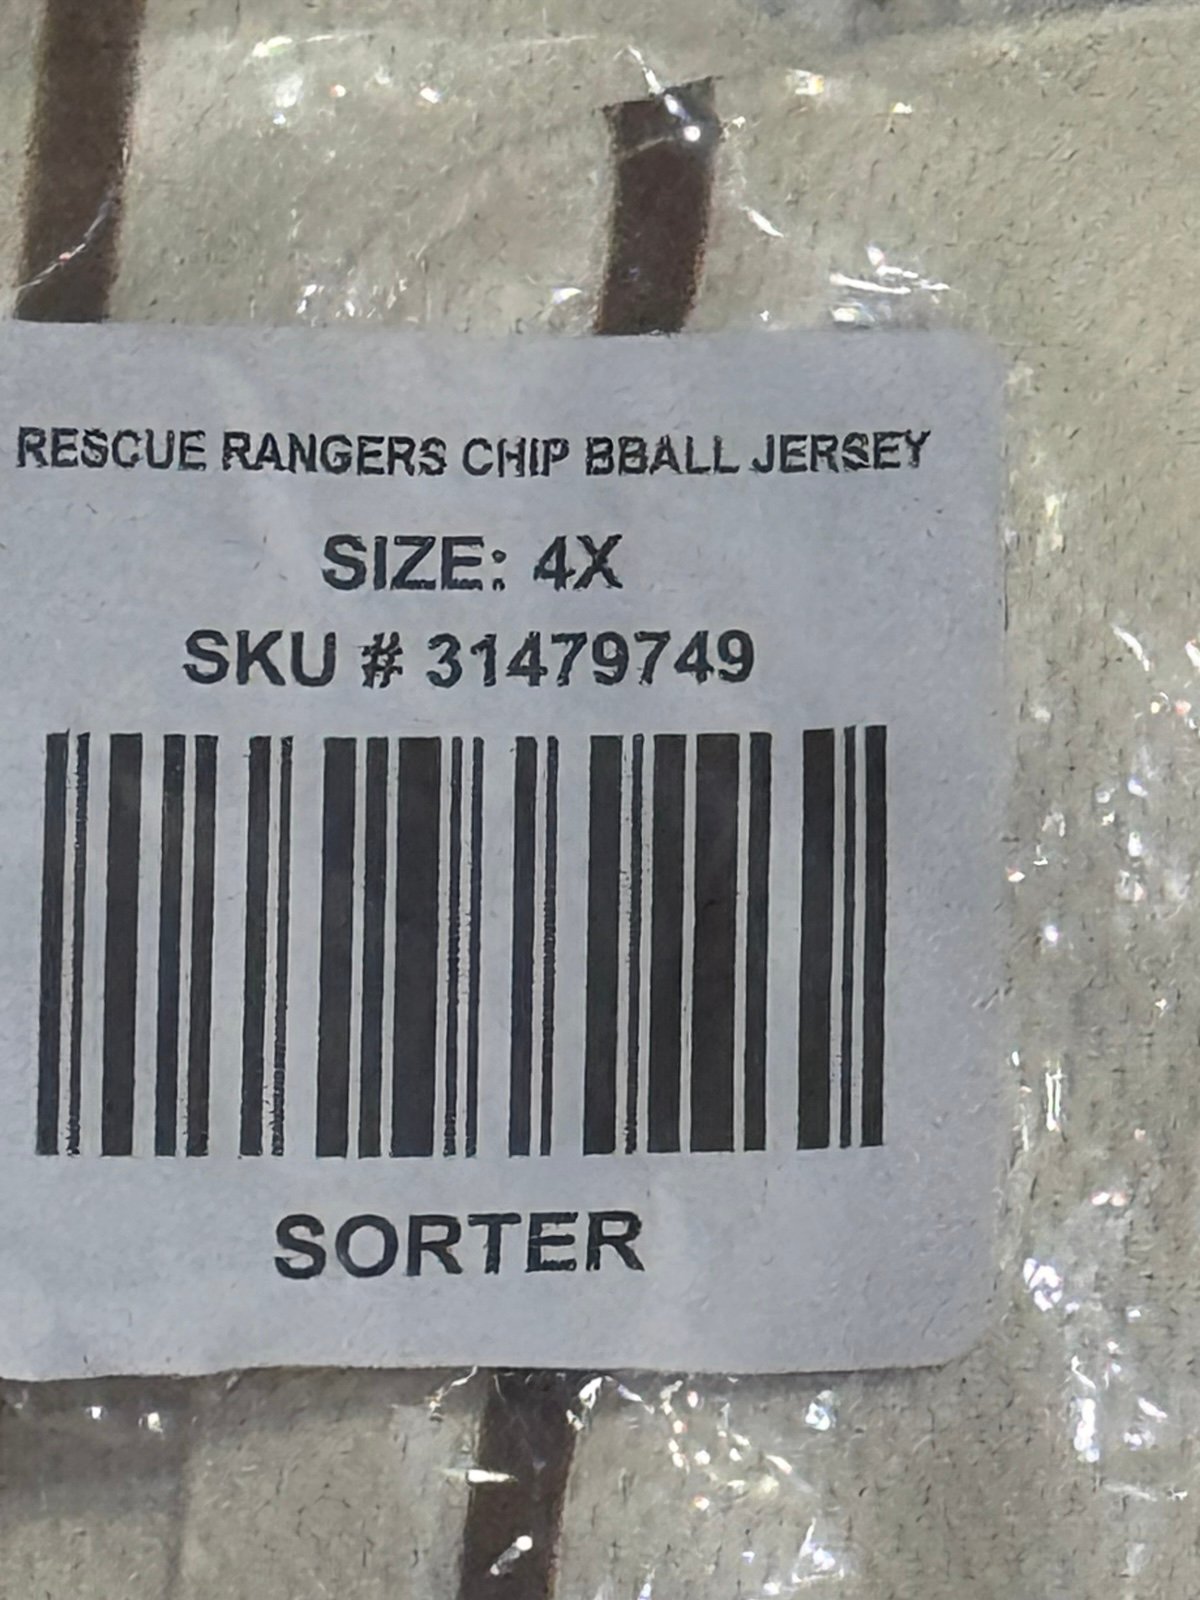 RESCUE RANGERS CHIP BBALL JERSEY
SIZE: 4X
SKU # 31479749
SORTER